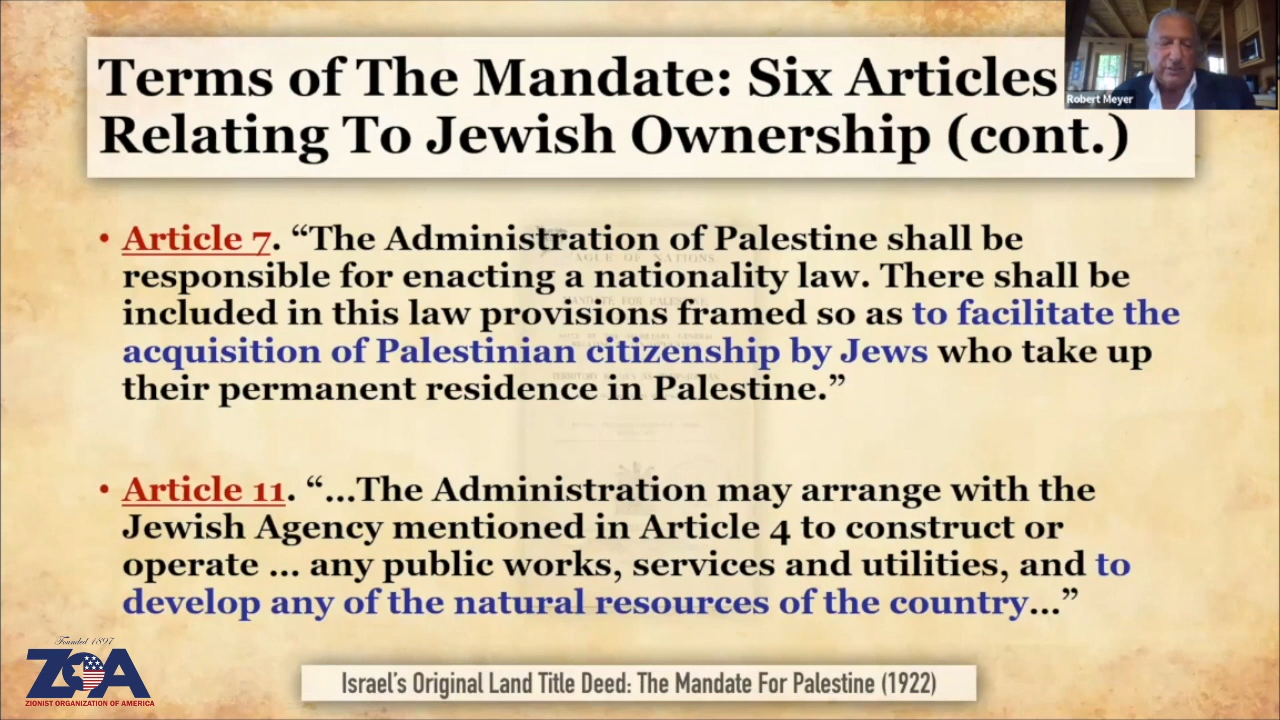 Terms of The Mandate: Six Articles
Relating To Jewish Ownership (cont.)
Robert Meyer
• Article 7. “The Administration of Palestine shall be
responsible for enacting a nationality law. There shall be
included in this law provisions framed so as to facilitate the
acquisition of Palestinian citizenship by Jews who take up
their permanent residence in Palestine.”
• Article 11. “...The Administration may arrange with the
Jewish Agency mentioned in Article 4 to construct or
operate ... any public works, services and utilities, and to
develop any of the natural resources of the country...”
Founded 1897
ZOA
ZIONIST ORGANIZATION OF AMERICA
Israel's Original Land Title Deed: The Mandate For Palestine (1922)